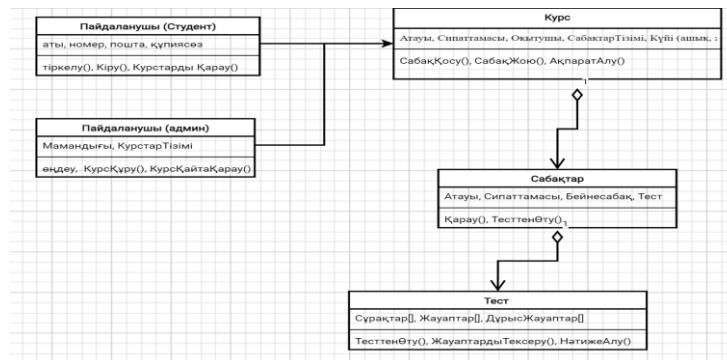 Пайдаланушы (Студент)
аты, номер, пошта, құпиясөз
тіркелу(), Кіру(), Курстарды Қарау()
Пайдаланушы (админ)
Мамандығы, КурстарТізімі
өңдеу, КурсҚұру(), КурсҚайтаҚарау()
Курс
Атауы, Сипаттамасы, Окытушы, СабактарТізімі, Күйі (ашық,
СабақҚосу(), СабақЖою(), АқпаратАлу()
1
Сабақтар
Атауы, Сипаттамасы, Бейнесабақ, Тест
Қарау(), ТесттенӨту()
1
Тест
Сұрақтар[], Жауаптар[], ДұрысЖауаптар[]
ТесттенӨту(), ЖауаптардыТексеру(), НәтижеАлу()